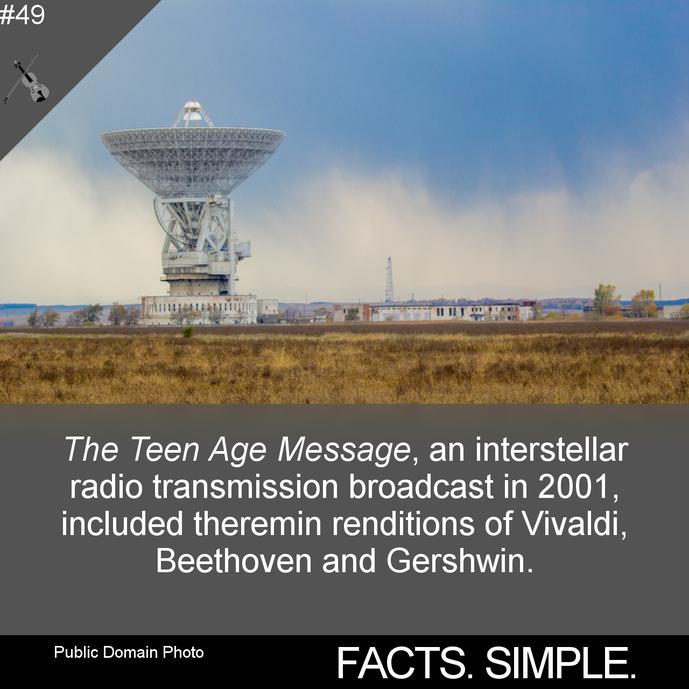 #49
The Teen Age Message, an interstellar
radio transmission broadcast in 2001,
included theremin renditions of Vivaldi,
Beethoven and Gershwin.
Public Domain Photo
FACTS. SIMPLE.